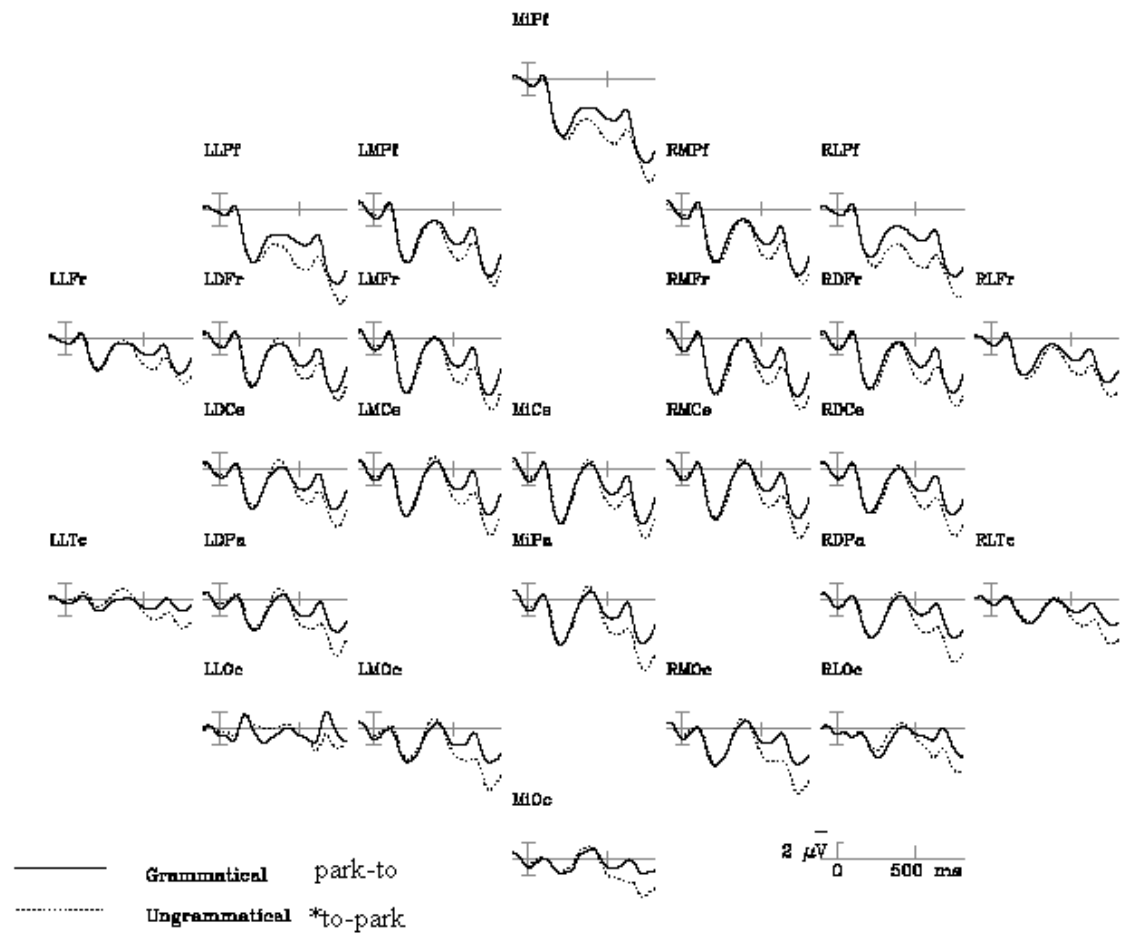 MiPf
LLPf LMPf RMPf RLPf
LLFr LDFr LMFr RMFr RDFr RLFr
LDCe LMCe MiCe RMCe RDCe
LLTe LDPa MiPa RDPa RLTe
LLOc LMOc RMOc RLOc
MiOc
2 μV
0 500 ms
Grammatical park-to
Ungrammatical *to-park